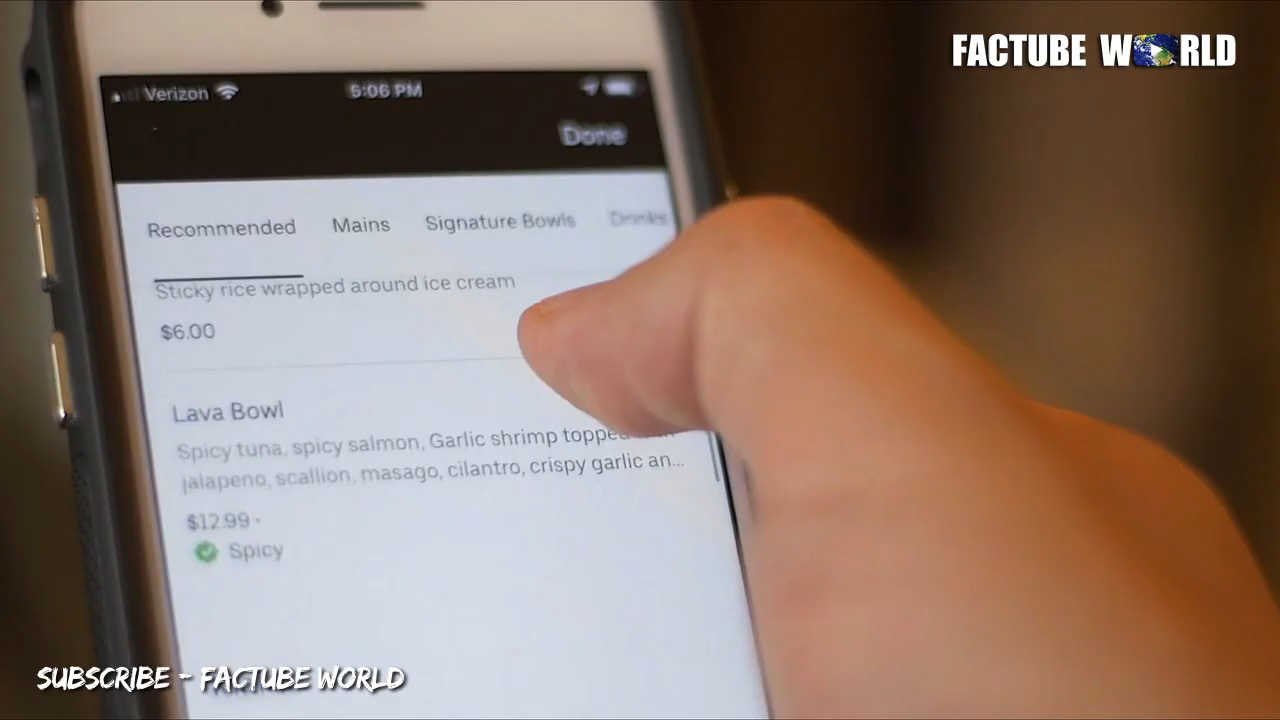 FACTUBE WORLD
Verizon 5:06 PM
Done
Recommended Mains Signature Bowls Drinks
Sticky rice wrapped around ice cream
$6.00
Lava Bowl
Spicy tuna, spicy salmon, Garlic shrimp topped
jalapeno, scallion, masago, cilantro, crispy garlic an...
$12.99 •
Spicy
SUBSCRIBE - FACTUBE WORLD